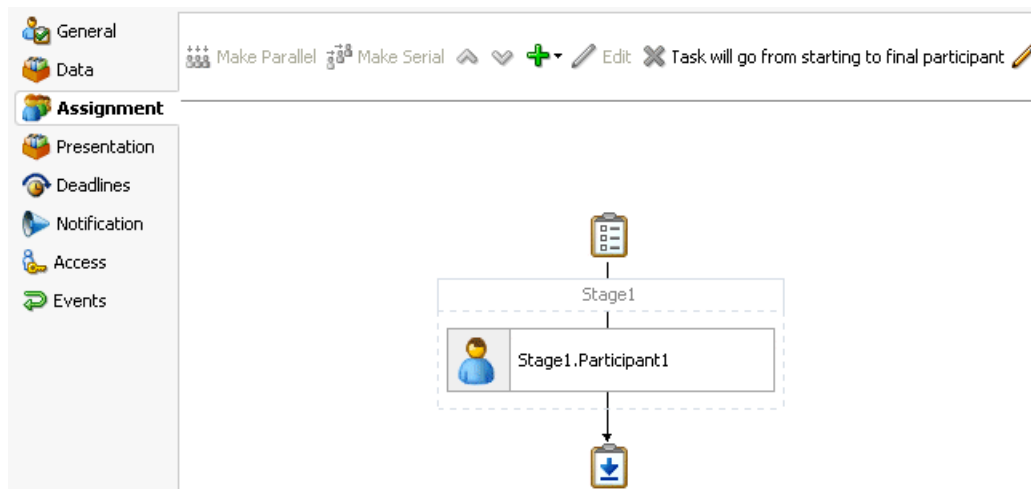 General
Data
Assignment
Presentation
Deadlines
Notification
Access
Events
Make Parallel Make Serial Edit Task will go from starting to final participant
Stage1
Stage1.Participant1